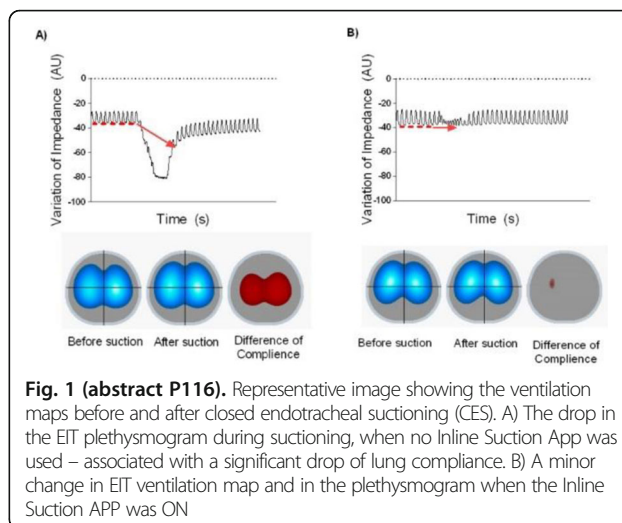 A)
B)
Variation of Impedance (AU)
0
-20
-40
-60
-80
-100
Time (s)
Variation of Impedance (AU)
0
-20
-40
-60
-80
-100
Time (s)
Before suction
After suction
Difference of
Complience
Before suction
After suction
Difference of
Complience
Fig. 1 (abstract P116). Representative image showing the ventilation
maps before and after closed endotracheal suctioning (CES). A) The drop in
the EIT plethysmogram during suctioning, when no Inline Suction App was
used – associated with a significant drop of lung compliance. B) A minor
change in EIT ventilation map and in the plethysmogram when the Inline
Suction APP was ON